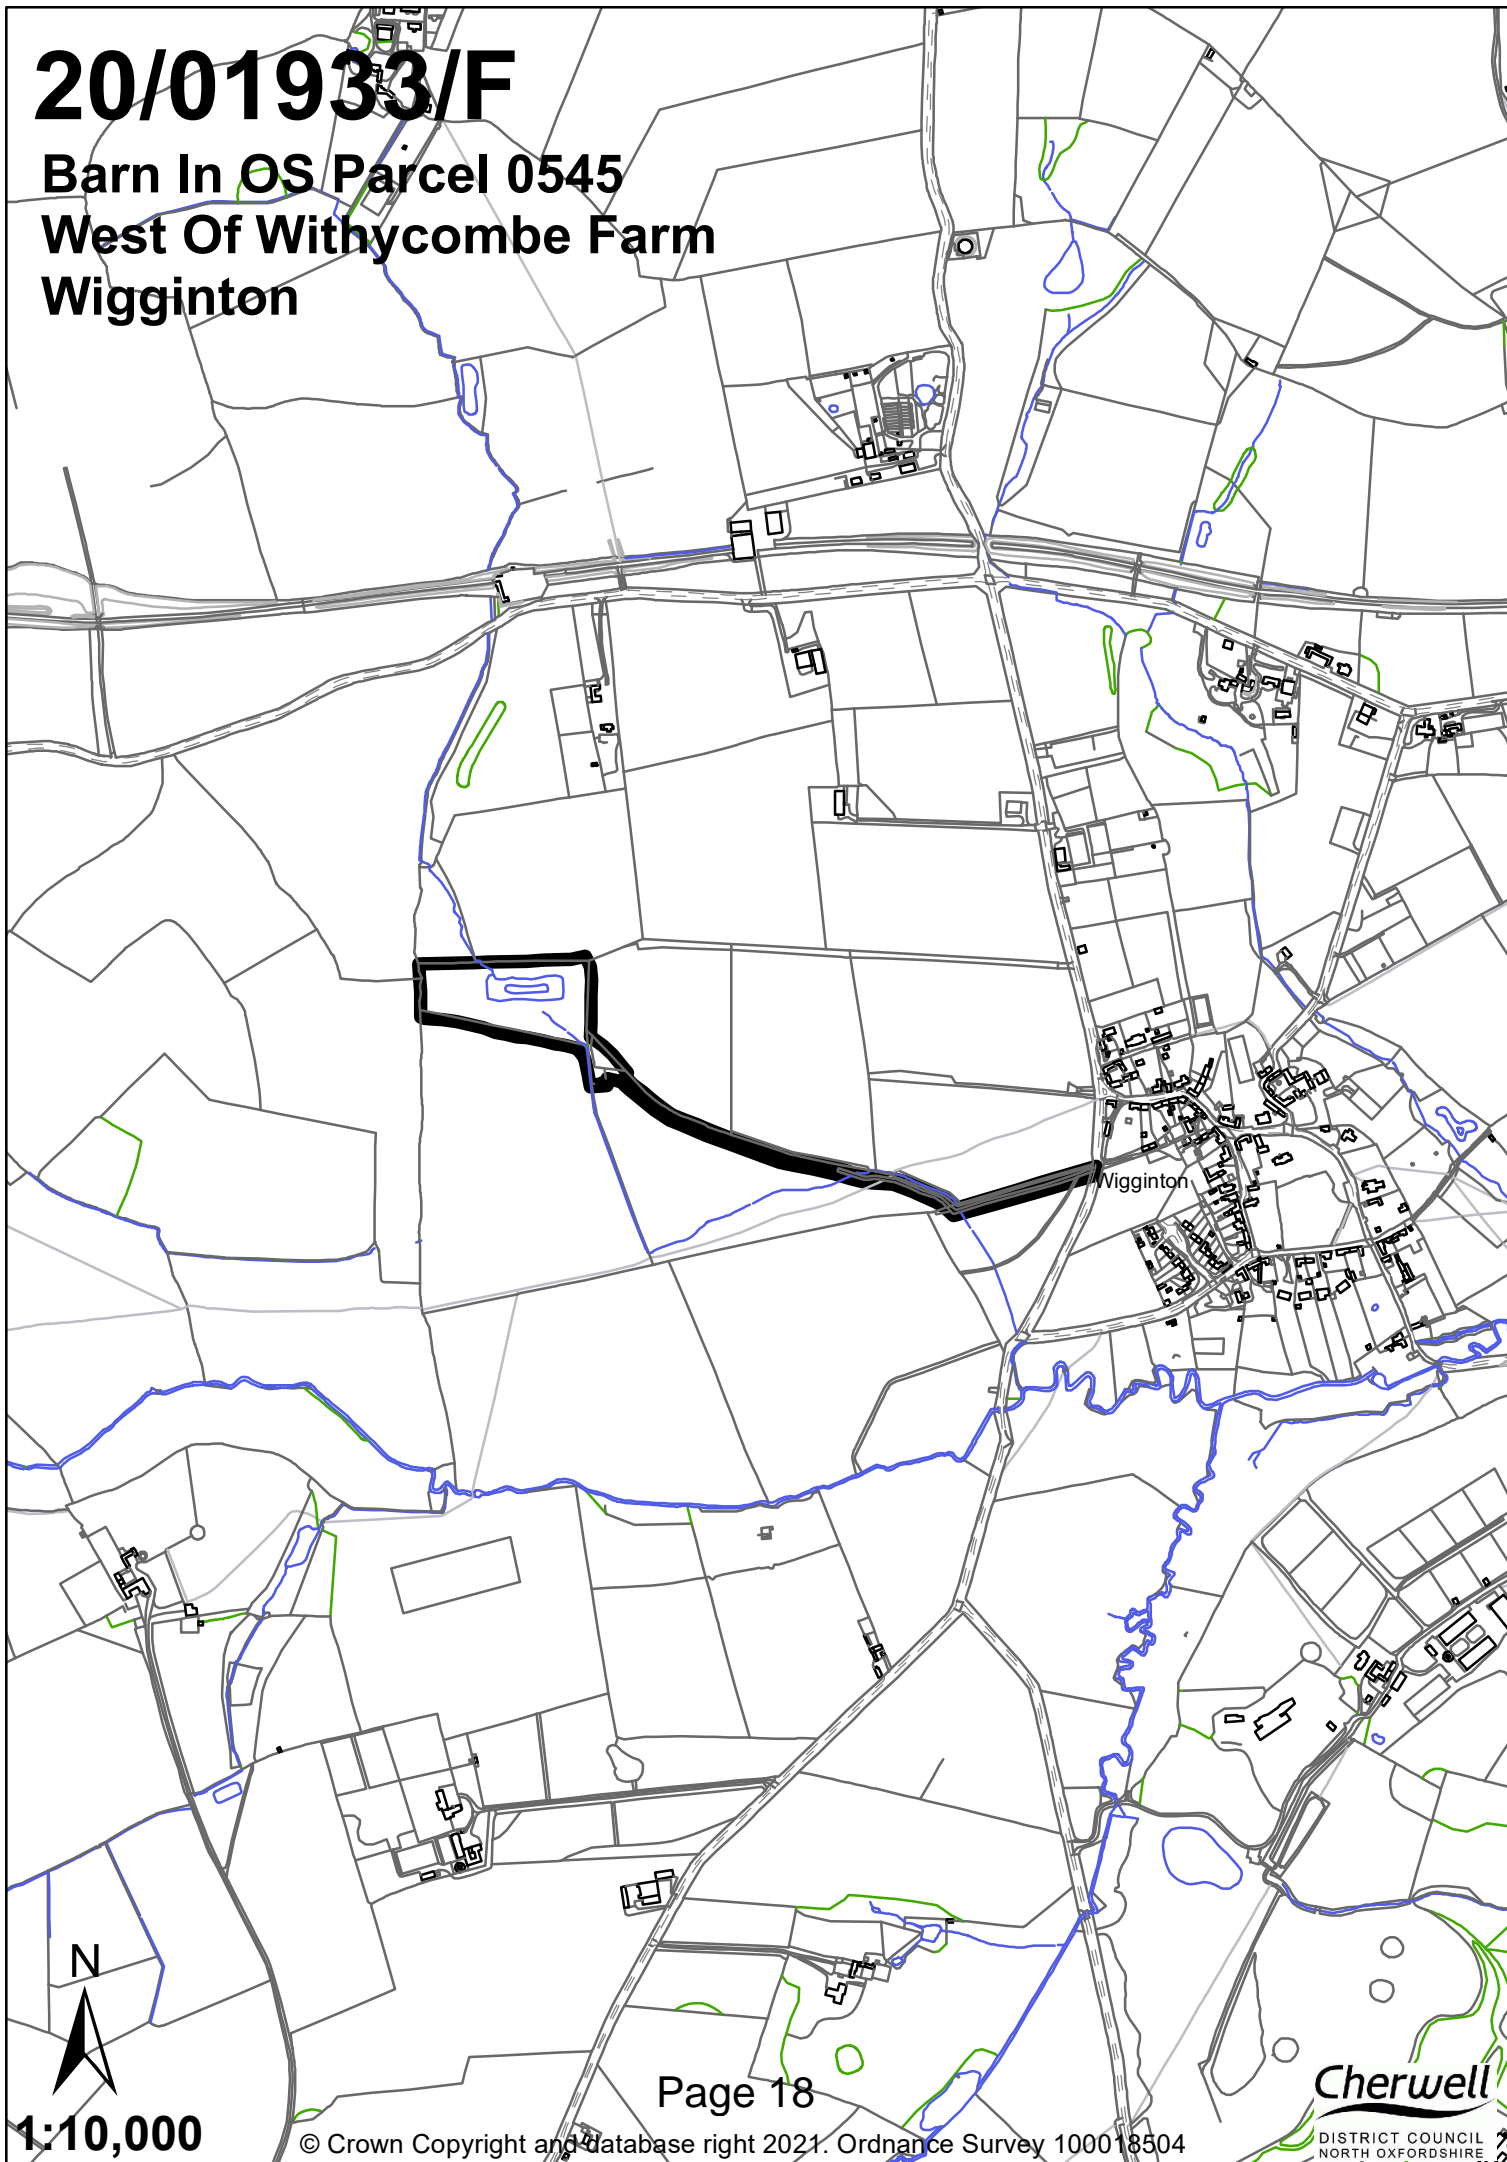 20/01933/F
Barn In OS Parcel 0545
West Of Withycombe Farm
Wigginton
Wigginton
N
1:10,000
Page 18
© Crown Copyright and database right 2021. Ordnance Survey 100018504
Cherwell
DISTRICT COUNCIL
NORTH OXFORDSHIRE